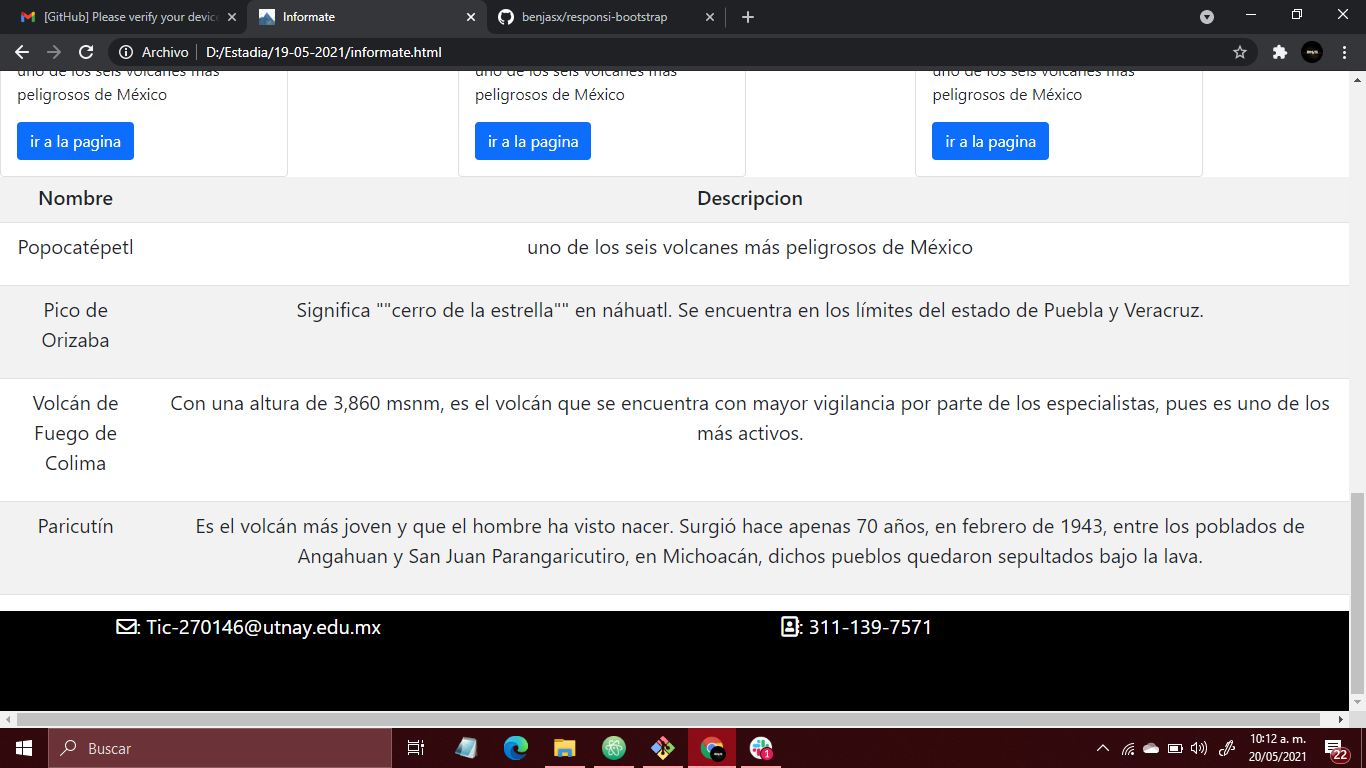 [GitHub] Please verify your device
Informate
benjasx/responsi-bootstrap
Archivo
D:/Estadia/19-05-2021/informate.html
uno de los seis volcanes más
peligrosos de México
ir a la pagina
uno de los seis volcanes más
peligrosos de México
ir a la pagina
uno de los seis volcanes más
peligrosos de México
ir a la pagina
Nombre
Descripcion
Popocatépetl
uno de los seis volcanes más peligrosos de México
Pico de
Orizaba
Significa ""cerro de la estrella"" en náhuatl. Se encuentra en los límites del estado de Puebla y Veracruz.
Volcán de
Fuego de
Colima
Con una altura de 3,860 msnm, es el volcán que se encuentra con mayor vigilancia por parte de los especialistas, pues es uno de los
más activos.
Paricutín
Es el volcán más joven y que el hombre ha visto nacer. Surgió hace apenas 70 años, en febrero de 1943, entre los poblados de
Angahuan y San Juan Parangaricutiro, en Michoacán, dichos pueblos quedaron sepultados bajo la lava.
: Tic-270146@utnay.edu.mx
: 311-139-7571
Buscar
1
10:12 a. m.
20/05/2021
22